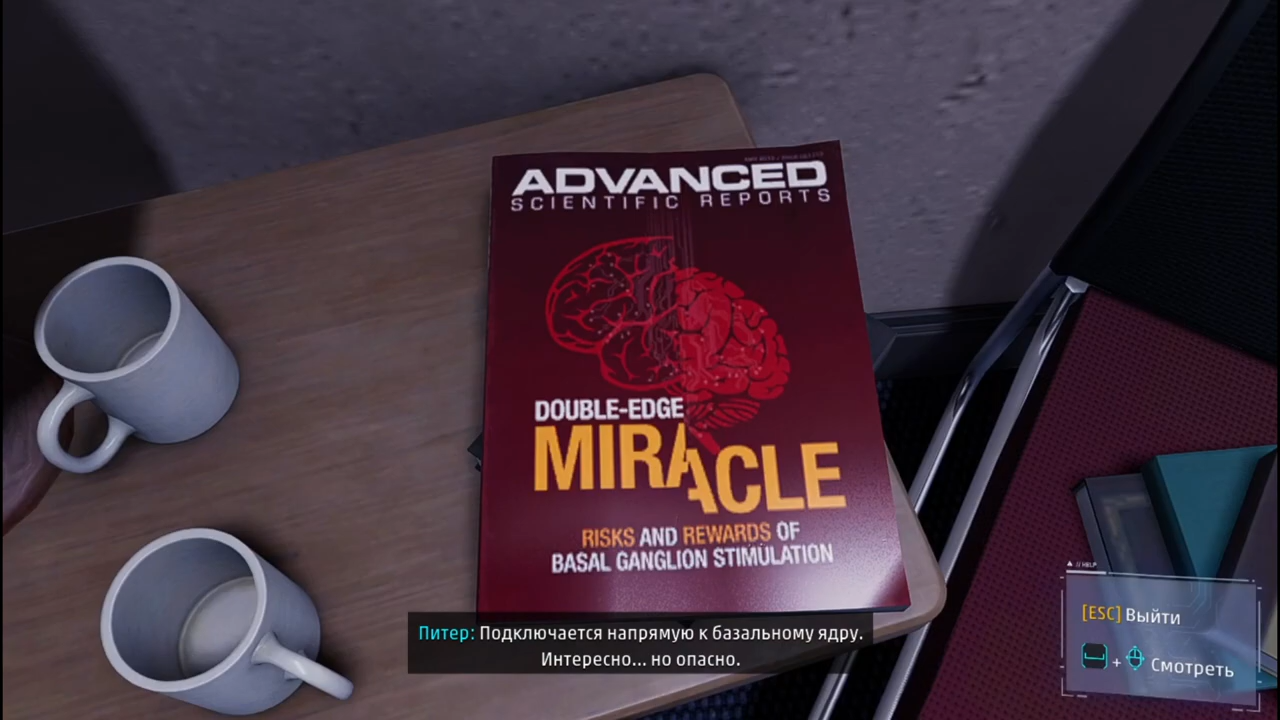 ADVANCED
SCIENTIFIC REPORTS
DOUBLE-EDGE
MIRACLE
RISKS AND REWARDS OF
BASAL GANGLION STIMULATION
Питер: Подключается напрямую к базальному ядру.
Интересно... но опасно.
// HELP
[ESC] Выйти
+ Смотреть